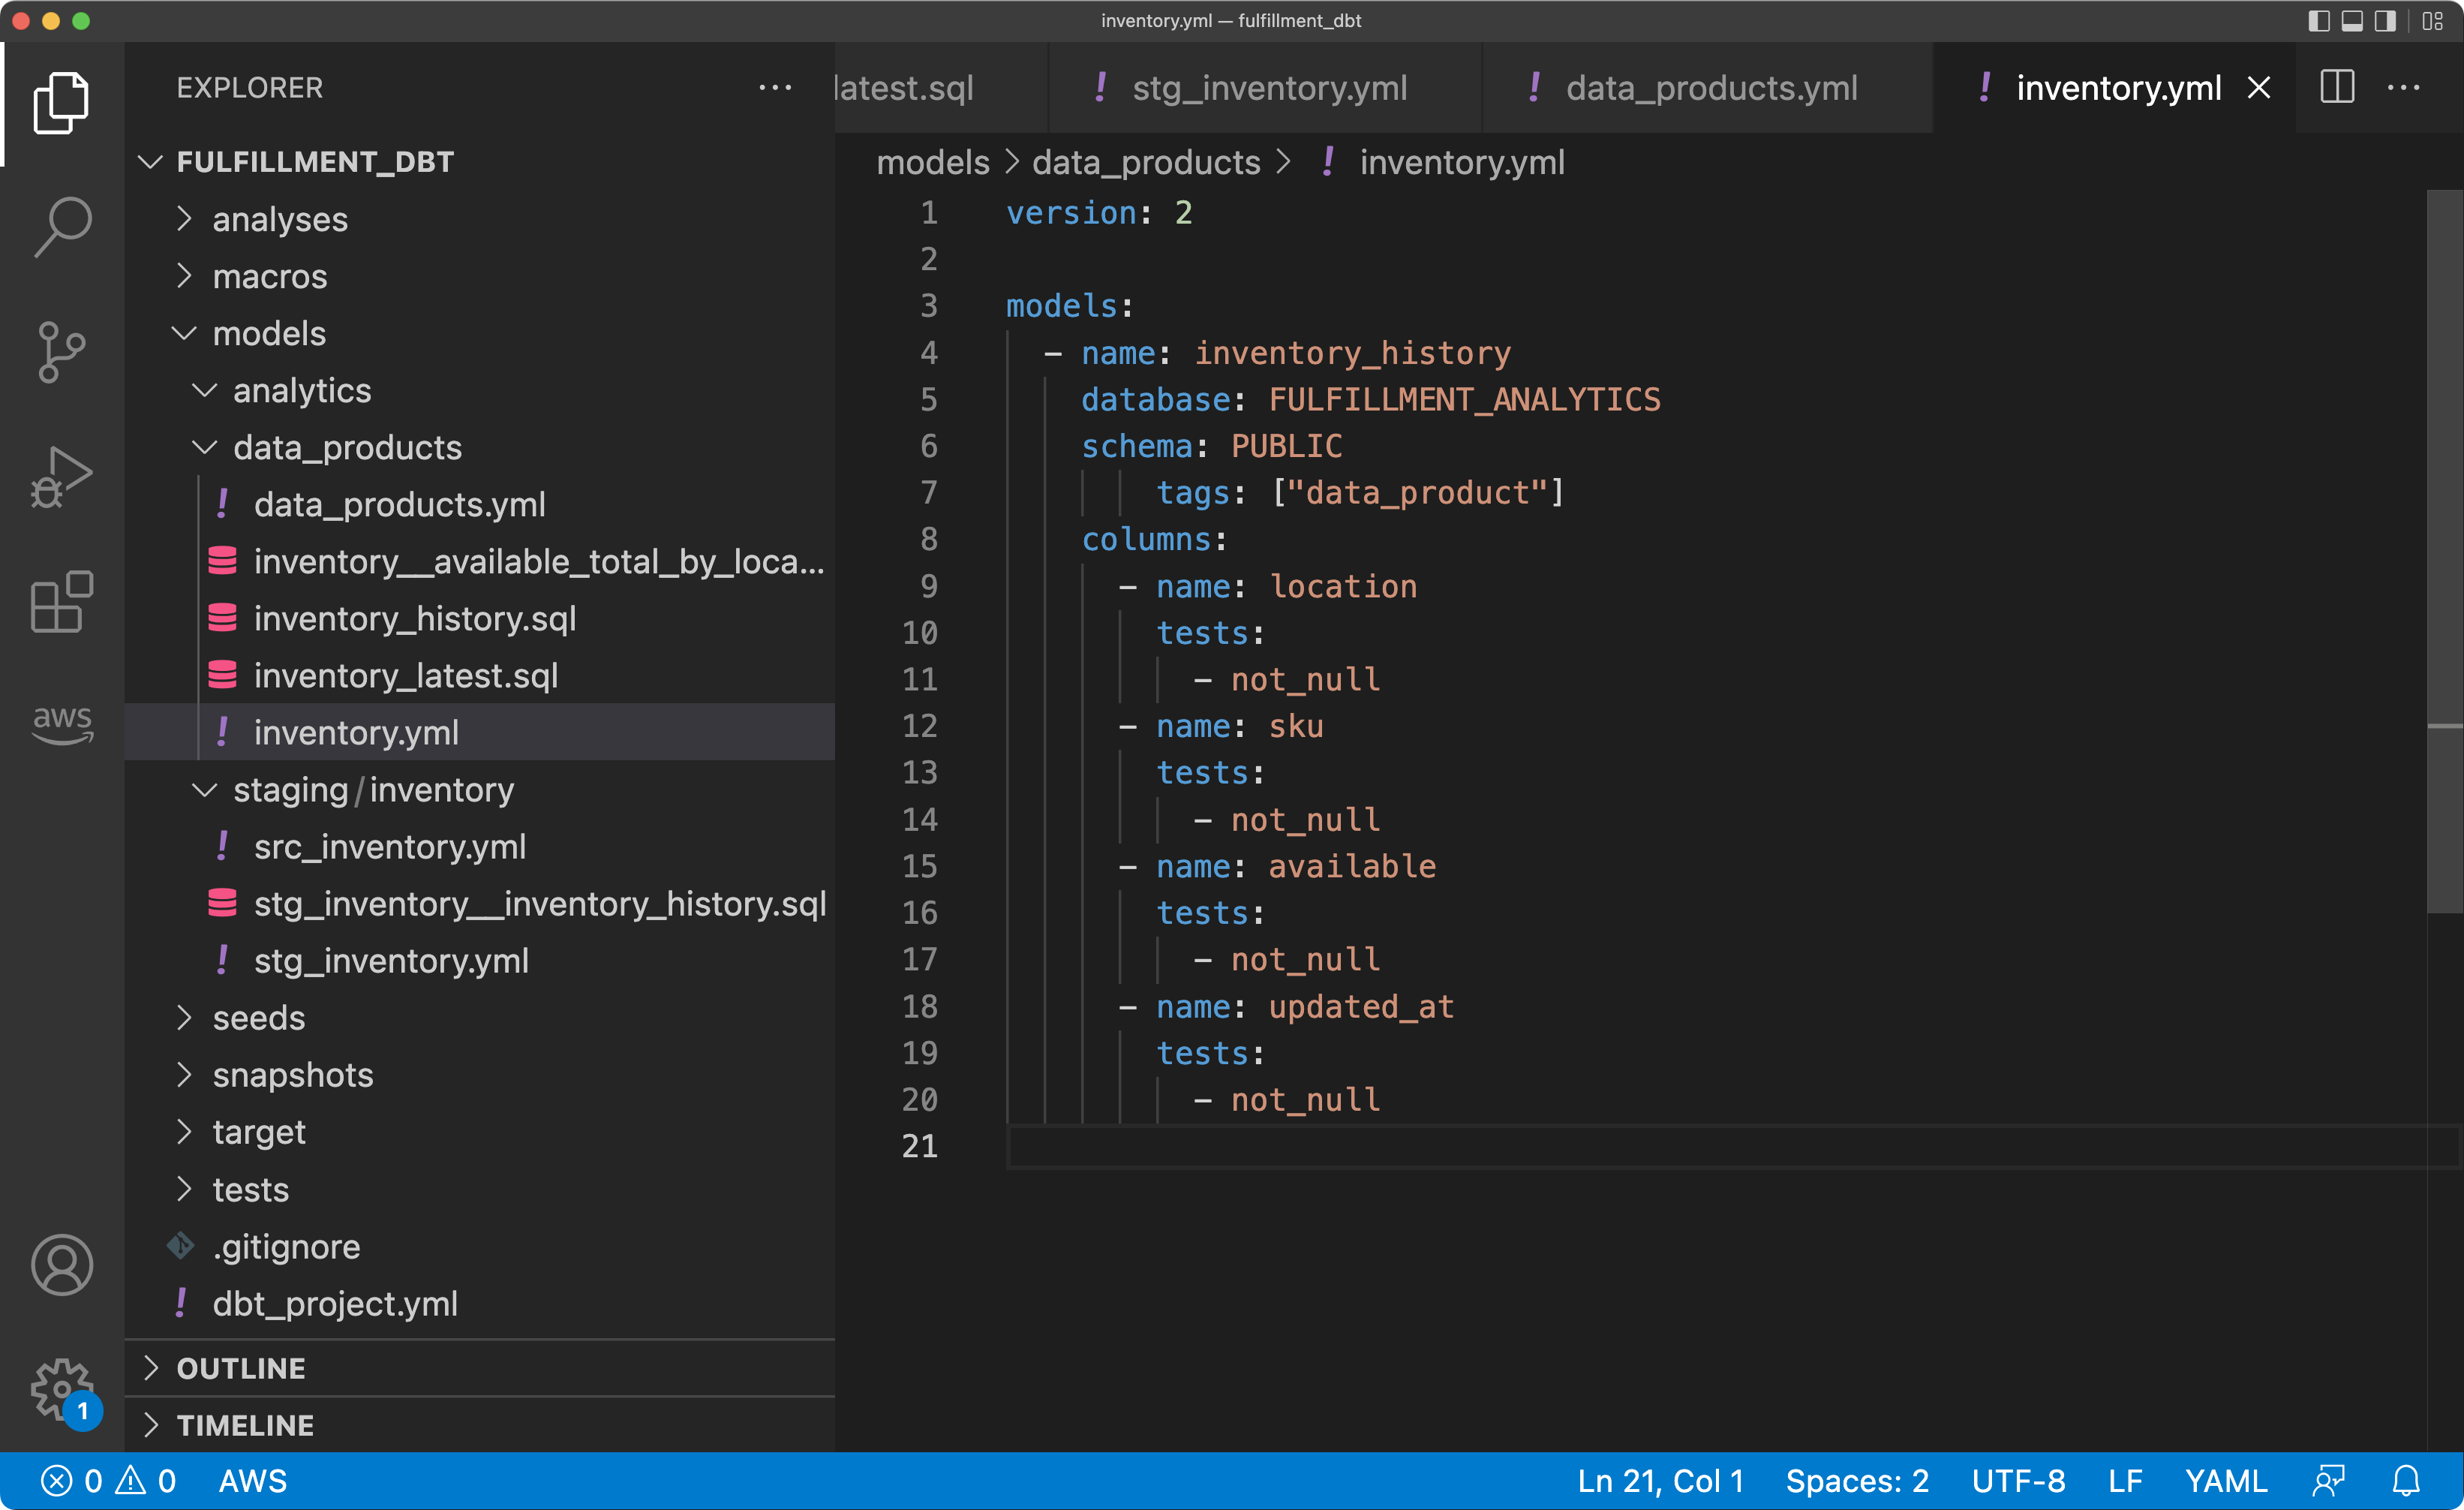 inventory.yml — fulfillment_dbt
EXPLORER
FULFILLMENT_DBT
analyses
macros
models
analytics
data_products
data_products.yml
inventory__available_total_by_loca...
inventory_history.sql
inventory_latest.sql
inventory.yml
staging/inventory
src_inventory.yml
stg_inventory__inventory_history.sql
stg_inventory.yml
seeds
snapshots
target
tests
.gitignore
dbt_project.yml
OUTLINE
TIMELINE
aws
1
latest.sql
! stg_inventory.yml
! data_products.yml
! inventory.yml
models > data_products > ! inventory.yml
1 version: 2
2
3 models:
4   - name: inventory_history
5     database: FULFILLMENT_ANALYTICS
6     schema: PUBLIC
7         tags: ["data_product"]
8     columns:
9       - name: location
10         tests:
11           - not_null
12       - name: sku
13         tests:
14           - not_null
15       - name: available
16         tests:
17           - not_null
18       - name: updated_at
19         tests:
20           - not_null
21
0 0 AWS
Ln 21, Col 1 Spaces: 2 UTF-8 LF YAML